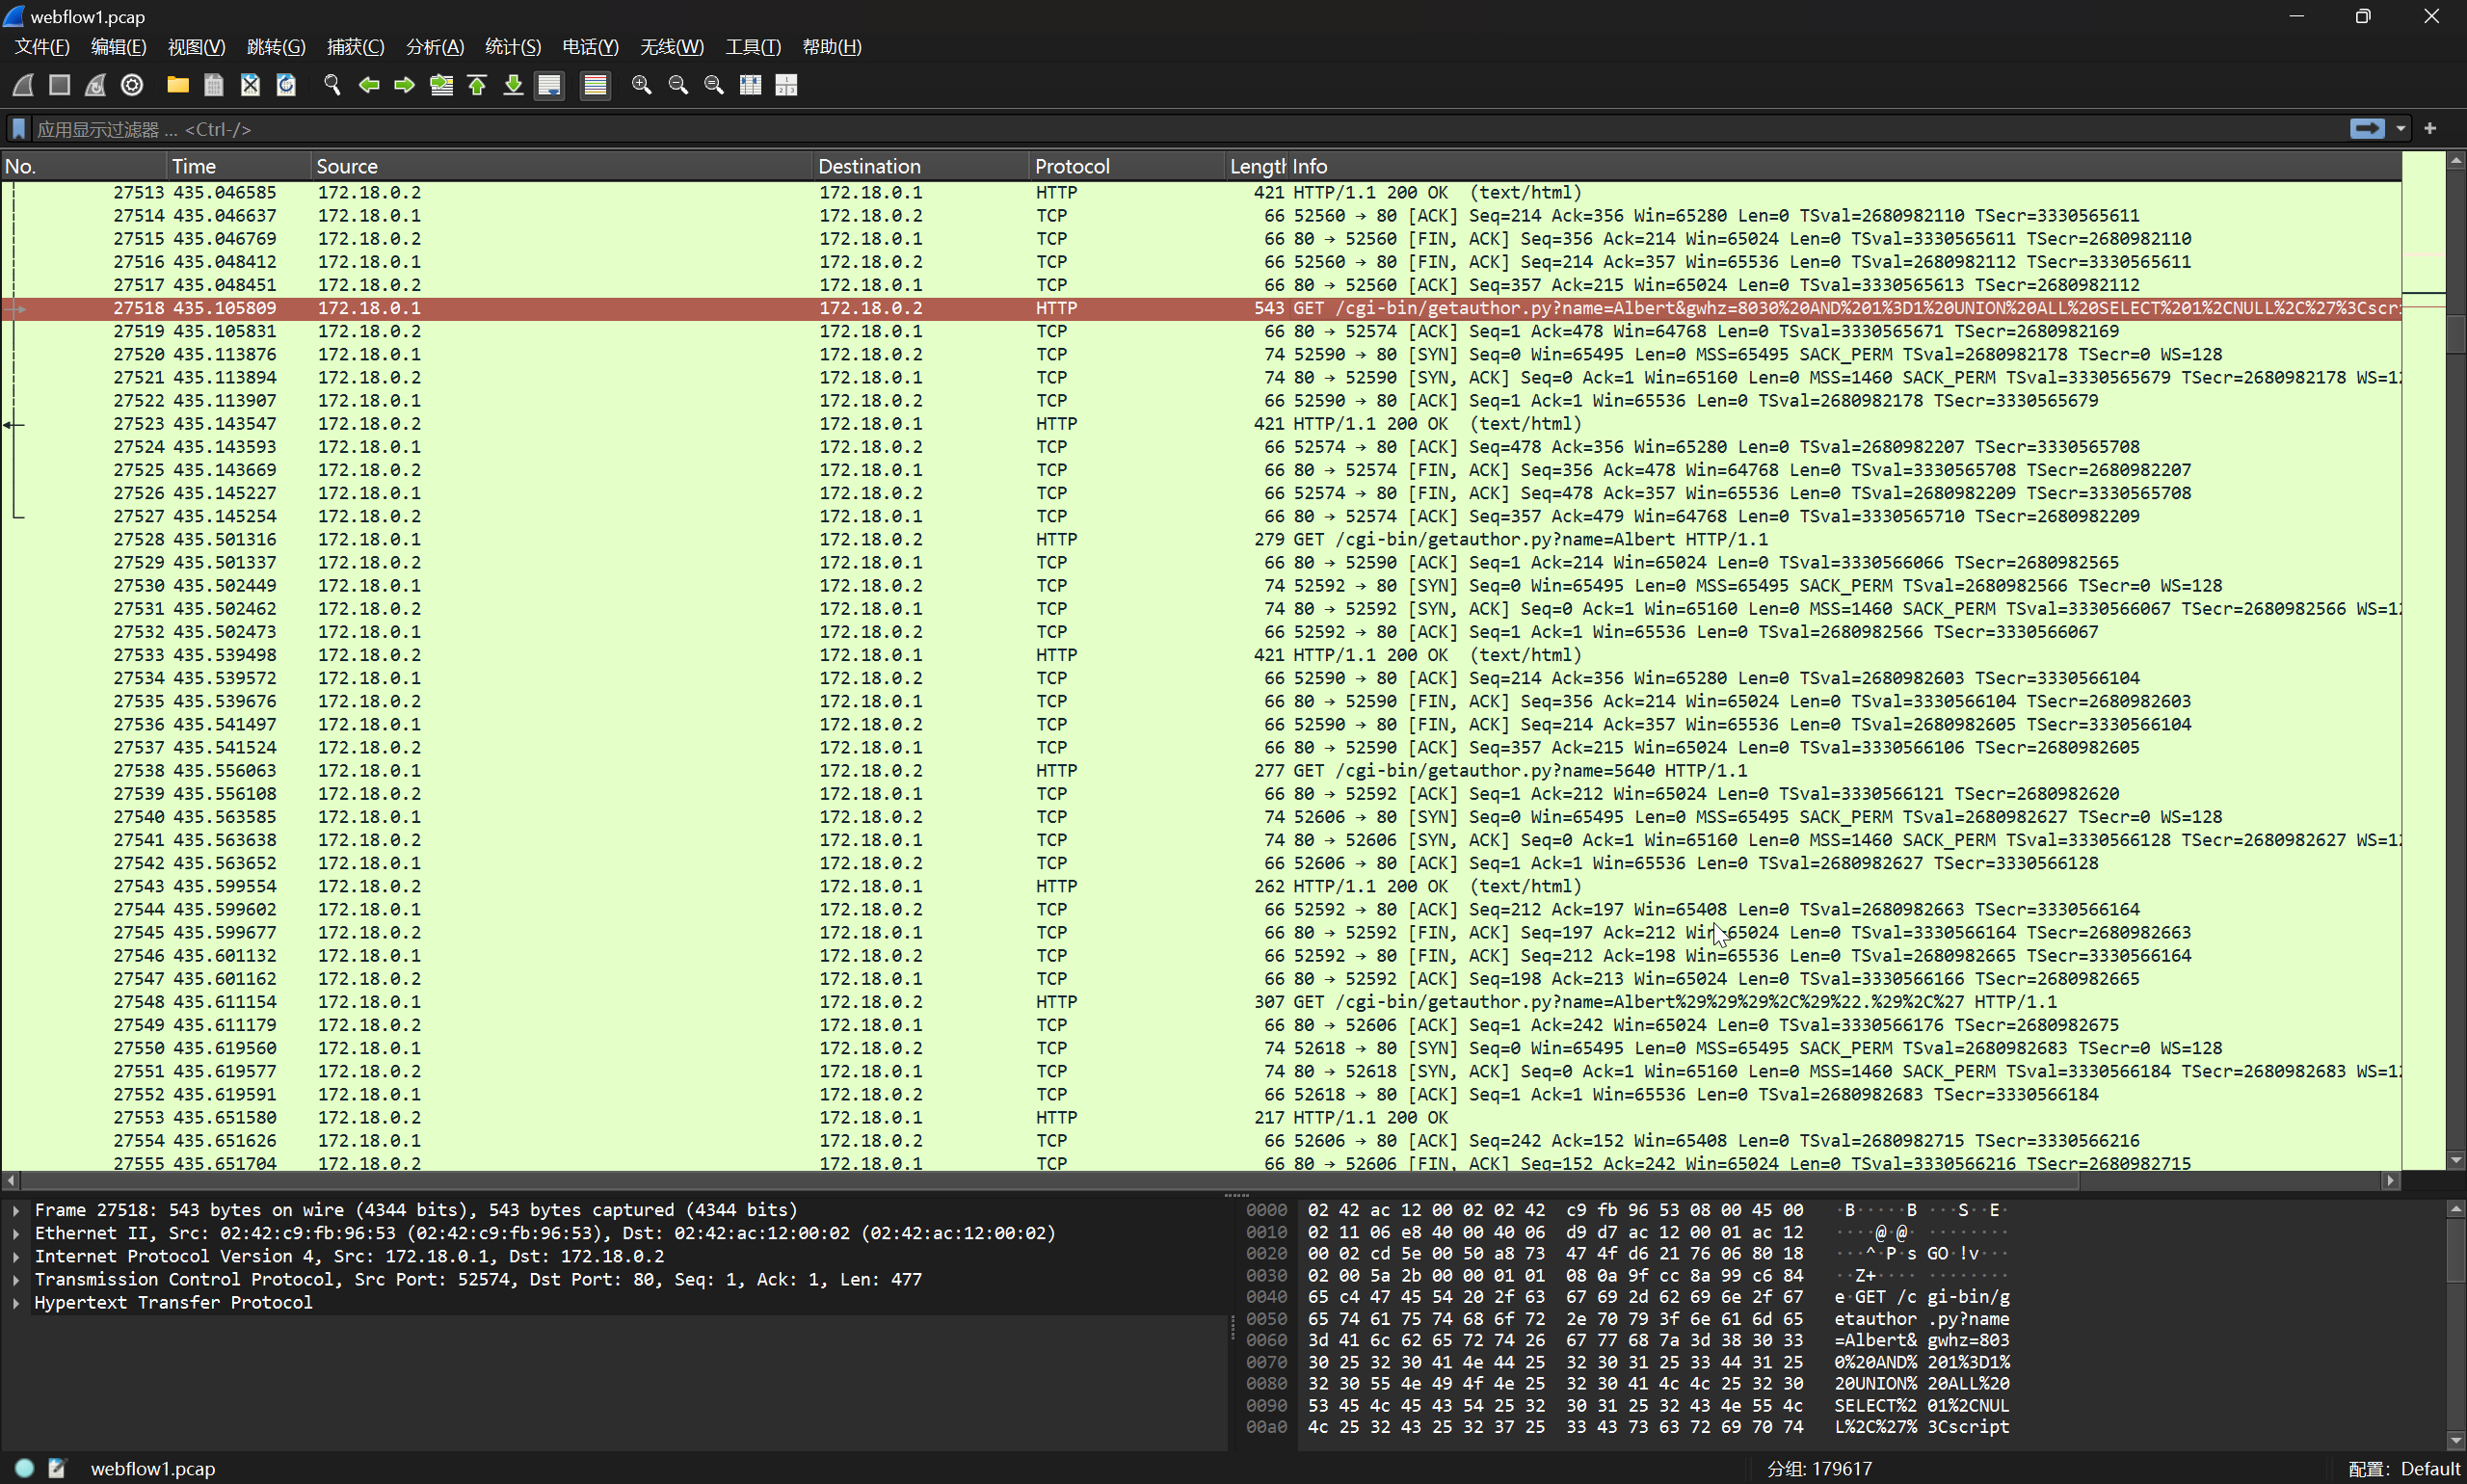 webflow1.pcap
文件(F) 编辑(E) 视图(V) 跳转(G) 捕获(C) 分析(A) 统计(S) 电话(Y) 无线(W) 工具(T) 帮助(H)
应用显示过滤器 … <Ctrl-/>
No. Time Source Destination Protocol Length Info
27513 435.046585 172.18.0.2 172.18.0.1 HTTP 421 HTTP/1.1 200 OK (text/html)
27514 435.046637 172.18.0.1 172.18.0.2 TCP 66 52560 → 80 [ACK] Seq=214 Ack=356 Win=65280 Len=0 TSval=2680982110 TSecr=3330565611
27515 435.046769 172.18.0.2 172.18.0.1 TCP 66 80 → 52560 [FIN, ACK] Seq=356 Ack=214 Win=65024 Len=0 TSval=3330565611 TSecr=2680982110
27516 435.048412 172.18.0.1 172.18.0.2 TCP 66 52560 → 80 [FIN, ACK] Seq=214 Ack=357 Win=65536 Len=0 TSval=2680982112 TSecr=3330565611
27517 435.048451 172.18.0.2 172.18.0.1 TCP 66 80 → 52560 [ACK] Seq=357 Ack=215 Win=65024 Len=0 TSval=3330565613 TSecr=2680982112
27518 435.105809 172.18.0.1 172.18.0.2 HTTP 543 GET /cgi-bin/getauthor.py?name=Albert&gwhz=8030%20AND%201%3D1%20UNION%20ALL%20SELECT%201%2CNULL%2C%27%3Cscr
27519 435.105831 172.18.0.2 172.18.0.1 TCP 66 80 → 52574 [ACK] Seq=1 Ack=478 Win=64768 Len=0 TSval=3330565671 TSecr=2680982169
27520 435.113876 172.18.0.1 172.18.0.2 TCP 74 52590 → 80 [SYN] Seq=0 Win=65495 Len=0 MSS=65495 SACK_PERM TSval=2680982178 TSecr=0 WS=128
27521 435.113894 172.18.0.2 172.18.0.1 TCP 74 80 → 52590 [SYN, ACK] Seq=0 Ack=1 Win=65160 Len=0 MSS=1460 SACK_PERM TSval=3330565679 TSecr=2680982178 WS=12
27522 435.113907 172.18.0.1 172.18.0.2 TCP 66 52590 → 80 [ACK] Seq=1 Ack=1 Win=65536 Len=0 TSval=2680982178 TSecr=3330565679
27523 435.143547 172.18.0.2 172.18.0.1 HTTP 421 HTTP/1.1 200 OK (text/html)
27524 435.143593 172.18.0.1 172.18.0.2 TCP 66 52574 → 80 [ACK] Seq=478 Ack=356 Win=65280 Len=0 TSval=2680982207 TSecr=3330565708
27525 435.143669 172.18.0.2 172.18.0.1 TCP 66 80 → 52574 [FIN, ACK] Seq=356 Ack=478 Win=64768 Len=0 TSval=3330565708 TSecr=2680982207
27526 435.145227 172.18.0.1 172.18.0.2 TCP 66 52574 → 80 [FIN, ACK] Seq=478 Ack=357 Win=65536 Len=0 TSval=2680982209 TSecr=3330565708
27527 435.145254 172.18.0.2 172.18.0.1 TCP 66 80 → 52574 [ACK] Seq=357 Ack=479 Win=64768 Len=0 TSval=3330565710 TSecr=2680982209
27528 435.501316 172.18.0.1 172.18.0.2 HTTP 279 GET /cgi-bin/getauthor.py?name=Albert HTTP/1.1
27529 435.501337 172.18.0.2 172.18.0.1 TCP 66 80 → 52590 [ACK] Seq=1 Ack=214 Win=65024 Len=0 TSval=3330566066 TSecr=2680982565
27530 435.502449 172.18.0.1 172.18.0.2 TCP 74 52592 → 80 [SYN] Seq=0 Win=65495 Len=0 MSS=65495 SACK_PERM TSval=2680982566 TSecr=0 WS=128
27531 435.502462 172.18.0.2 172.18.0.1 TCP 74 80 → 52592 [SYN, ACK] Seq=0 Ack=1 Win=65160 Len=0 MSS=1460 SACK_PERM TSval=3330566067 TSecr=2680982566 WS=12
27532 435.502473 172.18.0.1 172.18.0.2 TCP 66 52592 → 80 [ACK] Seq=1 Ack=1 Win=65536 Len=0 TSval=2680982566 TSecr=3330566067
27533 435.539498 172.18.0.2 172.18.0.1 HTTP 421 HTTP/1.1 200 OK (text/html)
27534 435.539572 172.18.0.1 172.18.0.2 TCP 66 52590 → 80 [ACK] Seq=214 Ack=356 Win=65280 Len=0 TSval=2680982603 TSecr=3330566104
27535 435.539676 172.18.0.2 172.18.0.1 TCP 66 80 → 52590 [FIN, ACK] Seq=356 Ack=214 Win=65024 Len=0 TSval=3330566104 TSecr=2680982603
27536 435.541497 172.18.0.1 172.18.0.2 TCP 66 52590 → 80 [FIN, ACK] Seq=214 Ack=357 Win=65536 Len=0 TSval=2680982605 TSecr=3330566104
27537 435.541524 172.18.0.2 172.18.0.1 TCP 66 80 → 52590 [ACK] Seq=357 Ack=215 Win=65024 Len=0 TSval=3330566106 TSecr=2680982605
27538 435.556063 172.18.0.1 172.18.0.2 HTTP 277 GET /cgi-bin/getauthor.py?name=5640 HTTP/1.1
27539 435.556108 172.18.0.2 172.18.0.1 TCP 66 80 → 52592 [ACK] Seq=1 Ack=212 Win=65024 Len=0 TSval=3330566121 TSecr=2680982620
27540 435.563585 172.18.0.1 172.18.0.2 TCP 74 52606 → 80 [SYN] Seq=0 Win=65495 Len=0 MSS=65495 SACK_PERM TSval=2680982627 TSecr=0 WS=128
27541 435.563638 172.18.0.2 172.18.0.1 TCP 74 80 → 52606 [SYN, ACK] Seq=0 Ack=1 Win=65160 Len=0 MSS=1460 SACK_PERM TSval=3330566128 TSecr=2680982627 WS=12
27542 435.563652 172.18.0.1 172.18.0.2 TCP 66 52606 → 80 [ACK] Seq=1 Ack=1 Win=65536 Len=0 TSval=2680982627 TSecr=3330566128
27543 435.599554 172.18.0.2 172.18.0.1 HTTP 262 HTTP/1.1 200 OK (text/html)
27544 435.599602 172.18.0.1 172.18.0.2 TCP 66 52592 → 80 [ACK] Seq=212 Ack=197 Win=65408 Len=0 TSval=2680982663 TSecr=3330566164
27545 435.599677 172.18.0.2 172.18.0.1 TCP 66 80 → 52592 [FIN, ACK] Seq=197 Ack=212 Win=65024 Len=0 TSval=3330566164 TSecr=2680982663
27546 435.601132 172.18.0.1 172.18.0.2 TCP 66 52592 → 80 [FIN, ACK] Seq=212 Ack=198 Win=65536 Len=0 TSval=2680982665 TSecr=3330566164
27547 435.601162 172.18.0.2 172.18.0.1 TCP 66 80 → 52592 [ACK] Seq=198 Ack=213 Win=65024 Len=0 TSval=3330566166 TSecr=2680982665
27548 435.611154 172.18.0.1 172.18.0.2 HTTP 307 GET /cgi-bin/getauthor.py?name=Albert%29%29%29%2C%29%22.%29%2C%27 HTTP/1.1
27549 435.611179 172.18.0.2 172.18.0.1 TCP 66 80 → 52606 [ACK] Seq=1 Ack=242 Win=65024 Len=0 TSval=3330566176 TSecr=2680982675
27550 435.619560 172.18.0.1 172.18.0.2 TCP 74 52618 → 80 [SYN] Seq=0 Win=65495 Len=0 MSS=65495 SACK_PERM TSval=2680982683 TSecr=0 WS=128
27551 435.619577 172.18.0.2 172.18.0.1 TCP 74 80 → 52618 [SYN, ACK] Seq=0 Ack=1 Win=65160 Len=0 MSS=1460 SACK_PERM TSval=3330566184 TSecr=2680982683 WS=12
27552 435.619591 172.18.0.1 172.18.0.2 TCP 66 52618 → 80 [ACK] Seq=1 Ack=1 Win=65536 Len=0 TSval=2680982683 TSecr=3330566184
27553 435.651580 172.18.0.2 172.18.0.1 HTTP 217 HTTP/1.1 200 OK
27554 435.651626 172.18.0.1 172.18.0.2 TCP 66 52606 → 80 [ACK] Seq=242 Ack=152 Win=65408 Len=0 TSval=2680982715 TSecr=3330566216
27555 435.651704 172.18.0.2 172.18.0.1 TCP 66 80 → 52606 [FIN, ACK] Seq=152 Ack=242 Win=65024 Len=0 TSval=3330566216 TSecr=2680982715
Frame 27518: 543 bytes on wire (4344 bits), 543 bytes captured (4344 bits)
Ethernet II, Src: 02:42:c9:fb:96:53 (02:42:c9:fb:96:53), Dst: 02:42:ac:12:00:02 (02:42:ac:12:00:02)
Internet Protocol Version 4, Src: 172.18.0.1, Dst: 172.18.0.2
Transmission Control Protocol, Src Port: 52574, Dst Port: 80, Seq: 1, Ack: 1, Len: 477
Hypertext Transfer Protocol
0000 02 42 ac 12 00 02 02 42 c9 fb 96 53 08 00 45 00 ·B·····B ···S··E·
0010 02 11 06 e8 40 00 40 06 d9 d7 ac 12 00 01 ac 12 ····@·@· ········
0020 00 02 cd 5e 00 50 a8 73 47 4f d6 21 76 06 80 18 ···^·P·s GO·!v···
0030 02 00 5a 2b 00 00 01 01 08 0a 9f cc 8a 99 c6 84 ··Z+···· ········
0040 65 c4 47 45 54 20 2f 63 67 69 2d 62 69 6e 2f 67 e·GET /c gi-bin/g
0050 65 74 61 75 74 68 6f 72 2e 70 79 3f 6e 61 6d 65 etauthor .py?name
0060 3d 41 6c 62 65 72 74 26 67 77 68 7a 3d 38 30 33 =Albert& gwhz=803
0070 30 25 32 30 41 4e 44 25 32 30 31 25 33 44 31 25 0%20AND% 201%3D1%
0080 32 30 55 4e 49 4f 4e 25 32 30 41 4c 4c 25 32 30 20UNION% 20ALL%20
0090 53 45 4c 45 43 54 25 32 30 31 25 32 43 4e 55 4c SELECT%2 01%2CNUL
00a0 4c 25 32 43 25 32 37 25 33 43 73 63 72 69 70 74 L%2C%27% 3Cscript
webflow1.pcap 分组: 179617 配置: Default